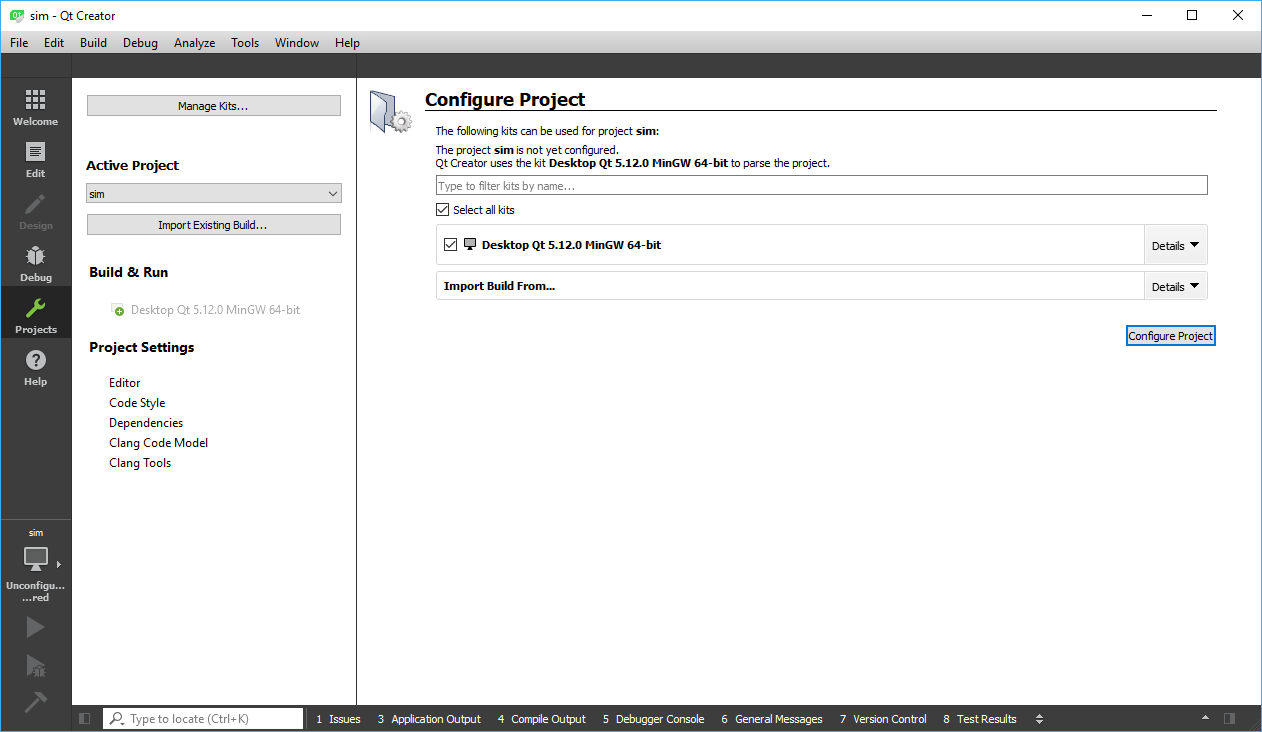 sim - Qt Creator
File Edit Build Debug Analyze Tools Window Help
Welcome
Edit
Design
Debug
Projects
Help
sim
Unconfigu...
...red
Manage Kits...
Active Project
sim
Import Existing Build...
Build & Run
Desktop Qt 5.12.0 MinGW 64-bit
Project Settings
Editor
Code Style
Dependencies
Clang Code Model
Clang Tools
Configure Project
The following kits can be used for project sim:
The project sim is not yet configured.
Qt Creator uses the kit Desktop Qt 5.12.0 MinGW 64-bit to parse the project.
Type to filter kits by name...
Select all kits
Desktop Qt 5.12.0 MinGW 64-bit Details
Import Build From... Details
Configure Project
Type to locate (Ctrl+K) 1 Issues 3 Application Output 4 Compile Output 5 Debugger Console 6 General Messages 7 Version Control 8 Test Results